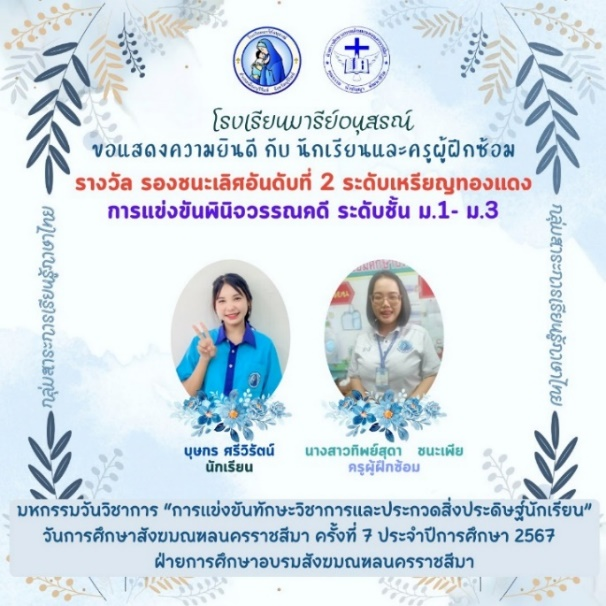 โรงเรียนมารีย์อนุสรณ์
ขอแสดงความยินดี กับ นักเรียนและครูผู้ฝึกซ้อม
รางวัล รองชนะเลิศอันดับที่ 2 ระดับเหรียญทองแดง
การแข่งขันพินิจวรรณคดี ระดับชั้น ม.1- ม.3
กลุ่มสาระการเรียนรู้ภาษาไทย
กลุ่มสาระการเรียนรู้ภาษาไทย
บุษกร ศรีวิรัตน์
นักเรียน
นางสาวทิพย์สุดา ชนะเพีย
ครูผู้ฝึกซ้อม
มหกรรมวันวิชาการ “การแข่งขันทักษะวิชาการและประกวดสิ่งประดิษฐ์นักเรียน”
วันการศึกษาสังฆมณฑลนครราชสีมา ครั้งที่ 7 ประจำปีการศึกษา 2567
ฝ่ายการศึกษาอบรมสังฆมณฑลนครราชสีมา